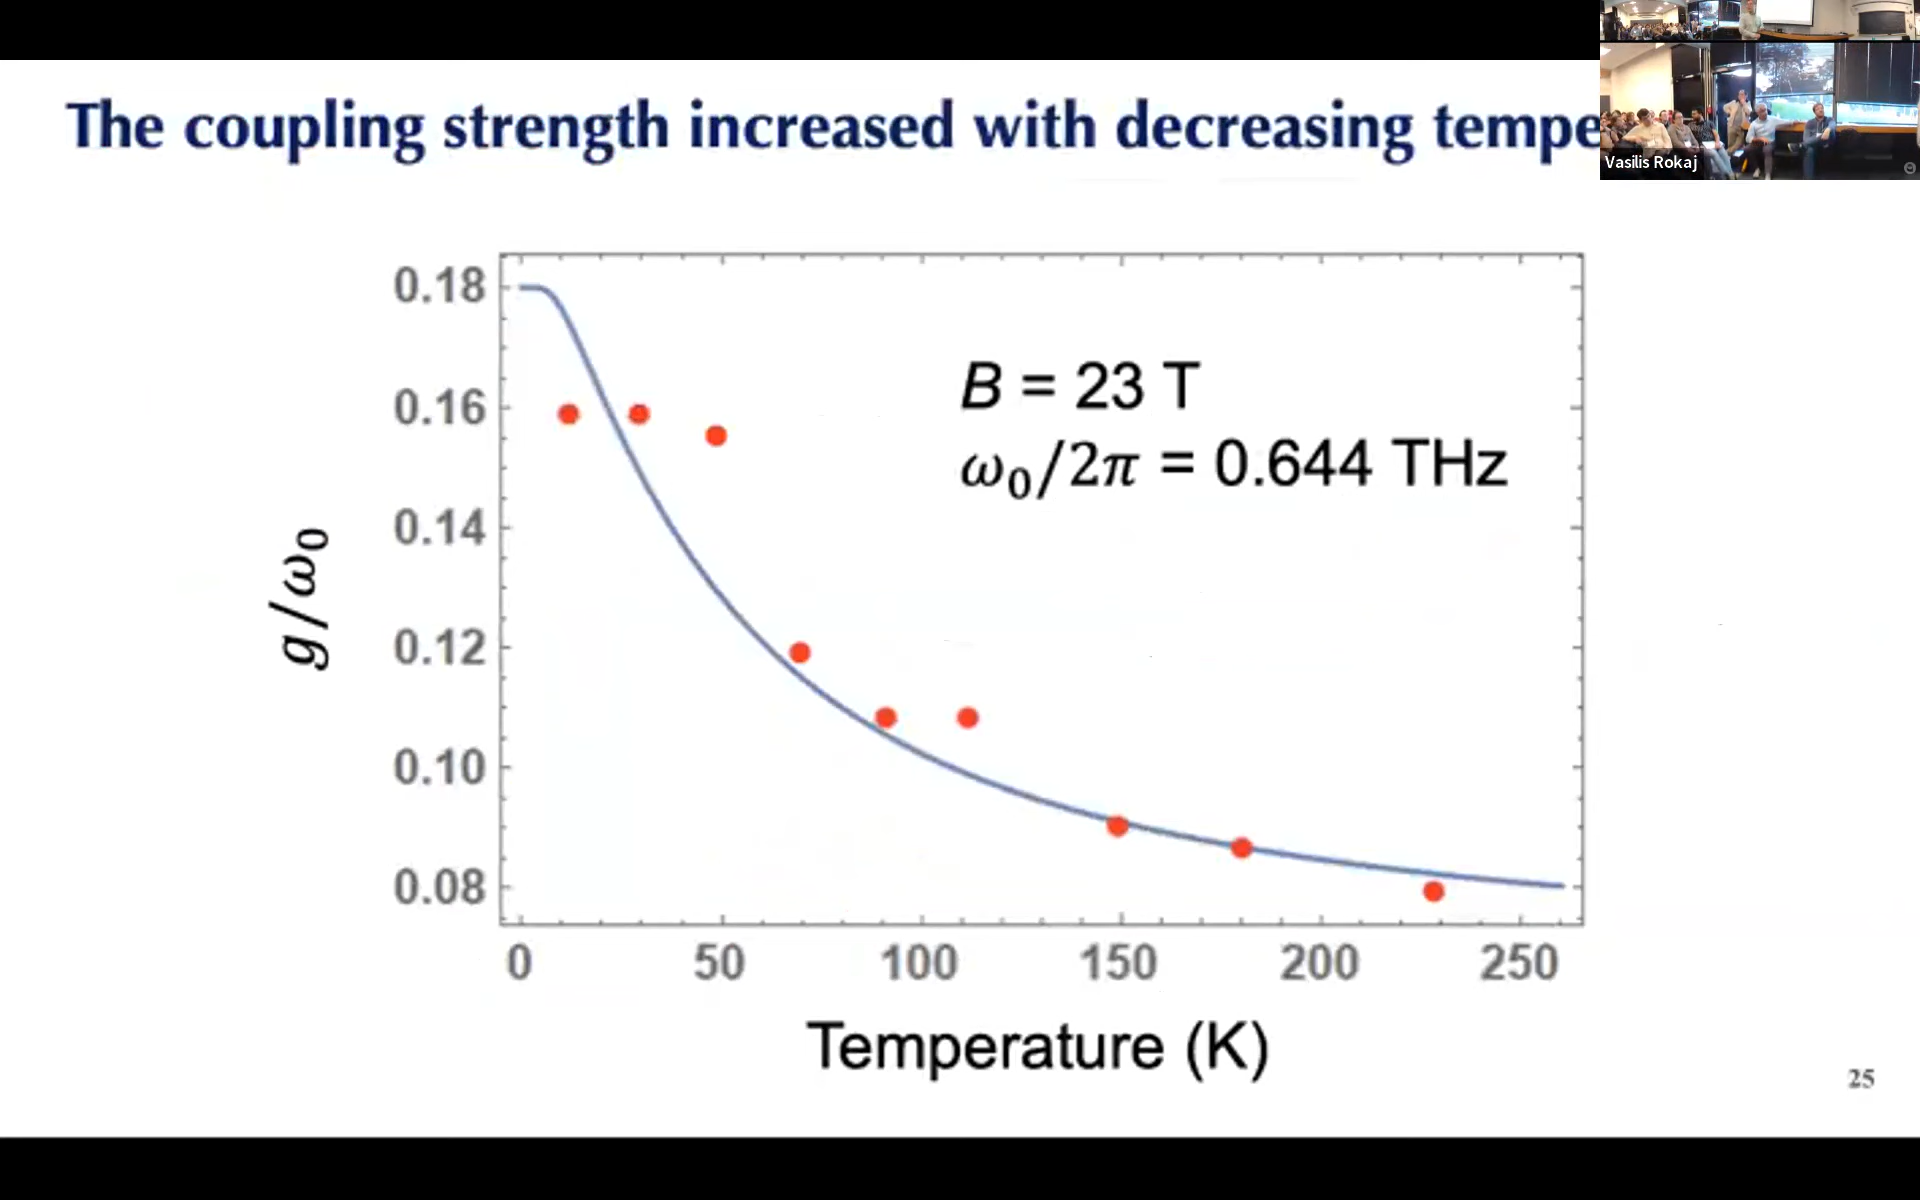 The coupling strength increased with decreasing tempe
Vasilis Rokaj
0.18
0.16
0.14
0.12
0.10
0.08
g/ω₀
B = 23 T
ω₀/2π = 0.644 THz
0 50 100 150 200 250
Temperature (K)
25